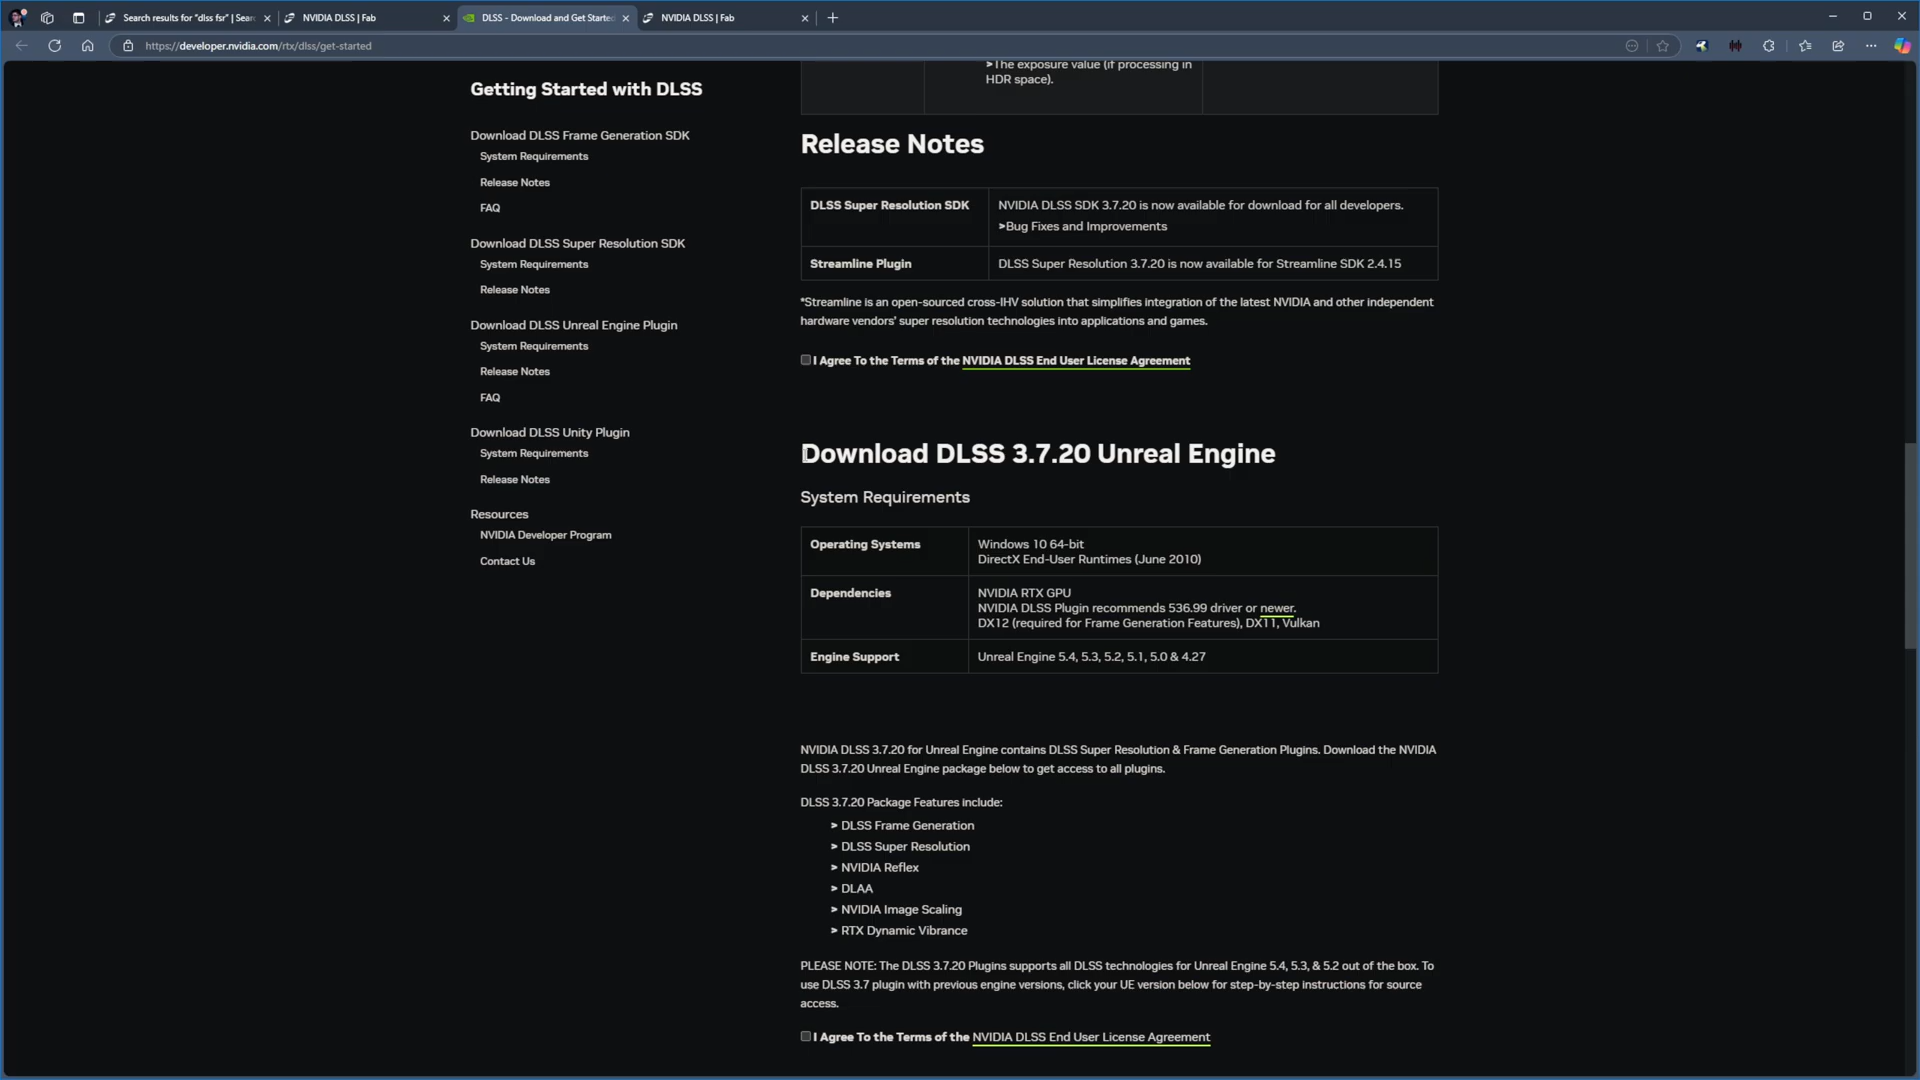 Search results for "dlss fsr" | Sear
NVIDIA DLSS | Fab
DLSS - Download and Get Started
NVIDIA DLSS | Fab
https://developer.nvidia.com/rtx/dlss/get-started
Getting Started with DLSS
Download DLSS Frame Generation SDK
System Requirements
Release Notes
FAQ
Download DLSS Super Resolution SDK
System Requirements
Release Notes
Download DLSS Unreal Engine Plugin
System Requirements
Release Notes
FAQ
Download DLSS Unity Plugin
System Requirements
Release Notes
Resources
NVIDIA Developer Program
Contact Us
>The exposure value (if processing in
HDR space).
Release Notes
DLSS Super Resolution SDK
NVIDIA DLSS SDK 3.7.20 is now available for download for all developers.
>Bug Fixes and Improvements
Streamline Plugin
DLSS Super Resolution 3.7.20 is now available for Streamline SDK 2.4.15
*Streamline is an open-sourced cross-IHV solution that simplifies integration of the latest NVIDIA and other independent
hardware vendors' super resolution technologies into applications and games.
I Agree To the Terms of the NVIDIA DLSS End User License Agreement
Download DLSS 3.7.20 Unreal Engine
System Requirements
Operating Systems
Windows 10 64-bit
DirectX End-User Runtimes (June 2010)
Dependencies
NVIDIA RTX GPU
NVIDIA DLSS Plugin recommends 536.99 driver or newer.
DX12 (required for Frame Generation Features), DX11, Vulkan
Engine Support
Unreal Engine 5.4, 5.3, 5.2, 5.1, 5.0 & 4.27
NVIDIA DLSS 3.7.20 for Unreal Engine contains DLSS Super Resolution & Frame Generation Plugins. Download the NVIDIA
DLSS 3.7.20 Unreal Engine package below to get access to all plugins.
DLSS 3.7.20 Package Features include:
> DLSS Frame Generation
> DLSS Super Resolution
> NVIDIA Reflex
> DLAA
> NVIDIA Image Scaling
> RTX Dynamic Vibrance
PLEASE NOTE: The DLSS 3.7.20 Plugins supports all DLSS technologies for Unreal Engine 5.4, 5.3, & 5.2 out of the box. To
use DLSS 3.7 plugin with previous engine versions, click your UE version below for step-by-step instructions for source
access.
I Agree To the Terms of the NVIDIA DLSS End User License Agreement